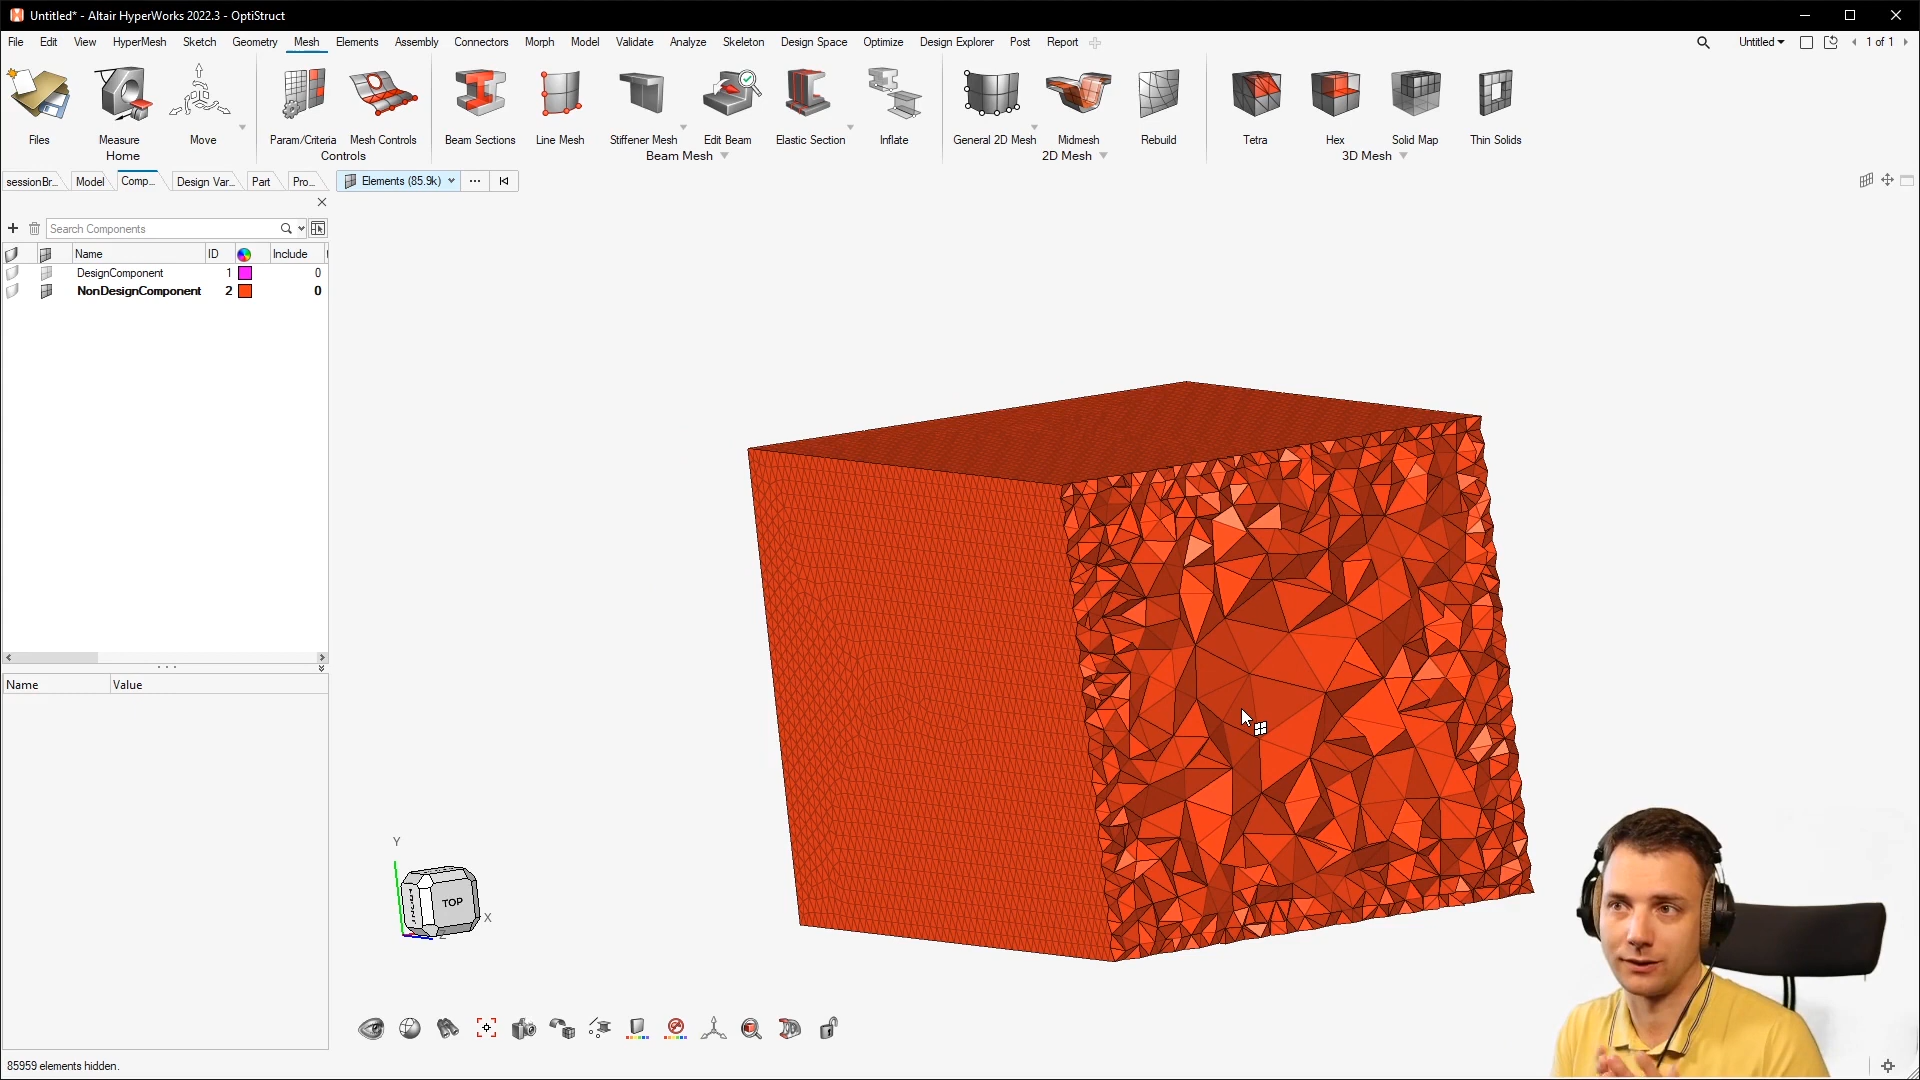 Untitled* - Altair HyperWorks 2022.3 - OptiStruct
File Edit View HyperMesh Sketch Geometry Mesh Elements Assembly Connectors Morph Model Validate Analyze Skeleton Design Space Optimize Design Explorer Post Report Untitled 1 of 1
Files Measure Move Param/Criteria Mesh Controls Beam Sections Line Mesh Stiffener Mesh Edit Beam Elastic Section Inflate General 2D Mesh Midmesh Rebuild Tetra Hex Solid Map Thin Solids
Home Controls Beam Mesh 2D Mesh 3D Mesh
sessionBr... Model Comp... Design Var... Part Pro... Elements (85.9k) ...
Search Components
Name ID Include
DesignComponent 1 0
NonDesignComponent 2 0
Name Value
Y
TOP
X
85959 elements hidden.